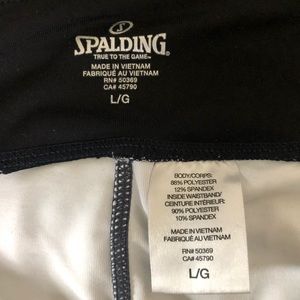 SPALDING
TRUE TO THE GAME™
MADE IN VIETNAM
FABRIQUÉ AU VIETNAM
RN# 50369
CA# 45790
L/G
BODY/CORPS:
88% POLYESTER
12% SPANDEX
INSIDE WAISTBAND/
CEINTURE INTÉRIEUR:
90% POLYESTER
10% SPANDEX
MADE IN VIETNAM
FABRIQUÉ AU VIETNAM
RN# 50369
CA# 45790
L/G